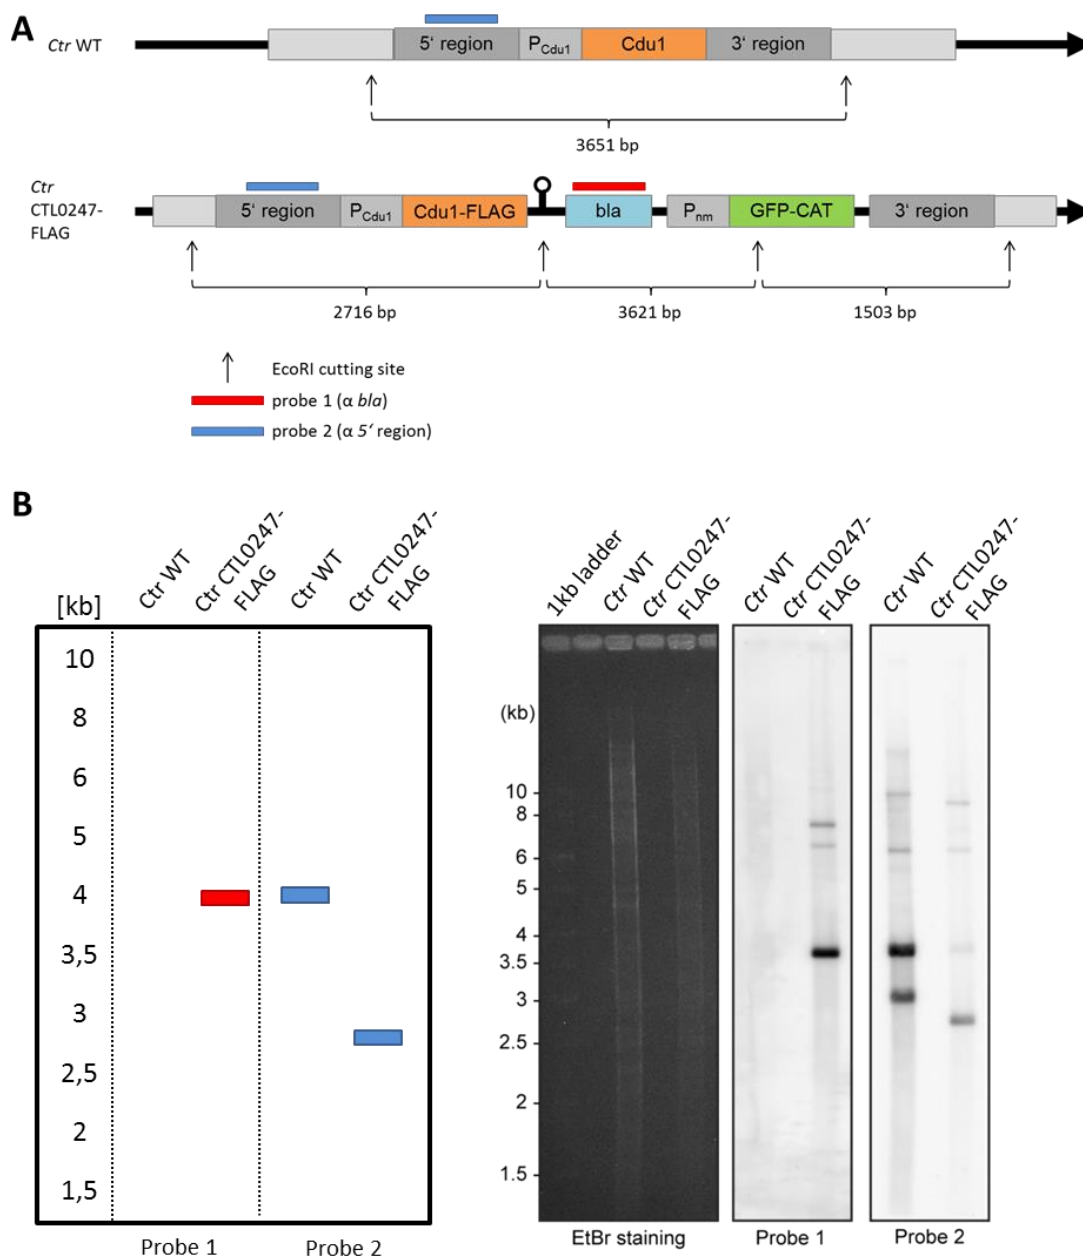 A
Ctr WT
5‘ region
PCdu1
Cdu1
3‘ region
3651 bp
Ctr
CTL0247-
FLAG
5‘ region
PCdu1
Cdu1-FLAG
bla
Pnm
GFP-CAT
3‘ region
2716 bp
3621 bp
1503 bp
EcoRI cutting site
probe 1 (α bla)
probe 2 (α 5‘ region)
B
[kb]
Ctr WT
Ctr CTL0247-
FLAG
Ctr WT
Ctr CTL0247-
FLAG
10
8
6
5
4
3,5
3
2,5
2
1,5
Probe 1
Probe 2
1kb ladder
Ctr WT
Ctr CTL0247-
FLAG
Ctr WT
Ctr CTL0247-
FLAG
Ctr WT
Ctr CTL0247-
FLAG
(kb)
10
8
6
5
4
3.5
3
2.5
2
1.5
EtBr staining
Probe 1
Probe 2